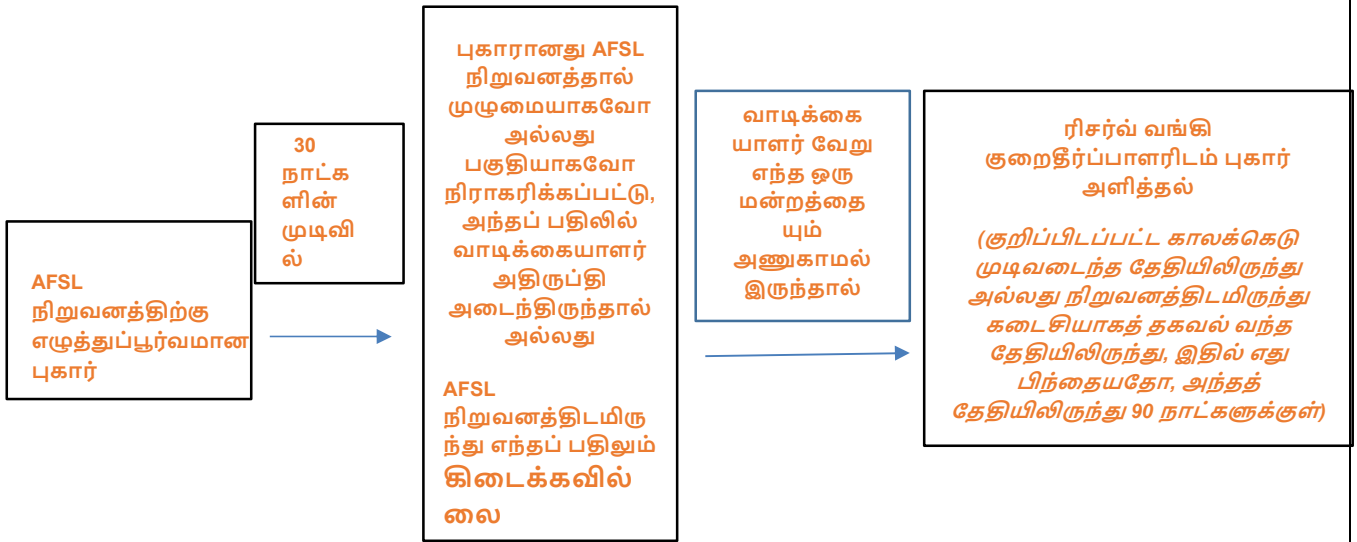 AFSL
நிறுவனத்திற்கு
எழுத்துப்பூர்வமான
புகார்
30
நாட்க
ளின்
முடிவி
ல்
புகாரானது AFSL
நிறுவனத்தால்
முழுமையாகவோ
அல்லது
பகுதியாகவோ
நிராகரிக்கப்பட்டு,
அந்தப் பதிலில்
வாடிக்கையாளர்
அதிருப்தி
அடைந்திருந்தால்
அல்லது
AFSL
நிறுவனத்திடமிரு
ந்து எந்தப் பதிலும்
கிடைக்கவில்
லை
வாடிக்கை
யாளர் வேறு
எந்த ஒரு
மன்றத்தை
யும்
அணுகாமல்
இருந்தால்
ரிசர்வ் வங்கி
குறைதீர்ப்பாளரிடம் புகார்
அளித்தல்
(குறிப்பிடப்பட்ட காலக்கெடு
முடிவடைந்த தேதியிலிருந்து
அல்லது நிறுவனத்திடமிருந்து
கடைசியாகத் தகவல் வந்த
தேதியிலிருந்து, இதில் எது
பிந்தையதோ, அந்தத்
தேதியிலிருந்து 90 நாட்களுக்குள்)